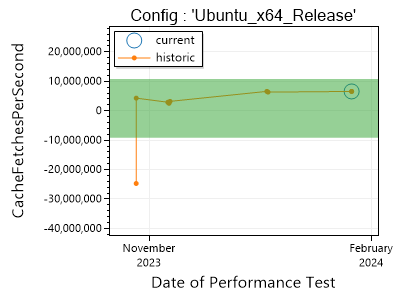 Config : 'Ubuntu_x64_Release'
current
historic
CacheFetchesPerSecond
20,000,000
10,000,000
0
-10,000,000
-20,000,000
-30,000,000
-40,000,000
November
2023
February
2024
Date of Performance Test